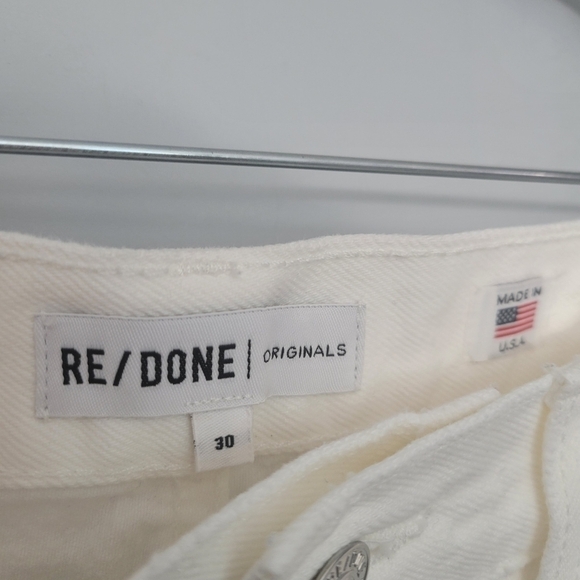 RE/DONE | ORIGINALS
30
MADE IN
U.S.A.